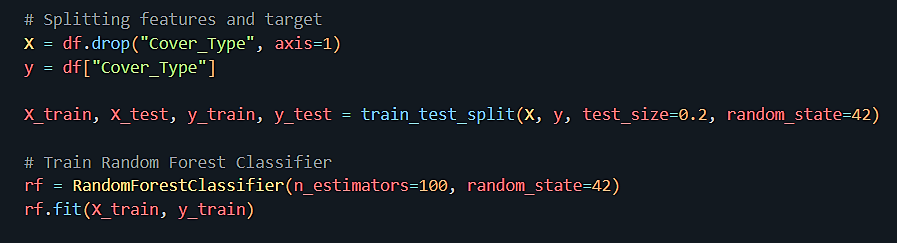 # Splitting features and target
X = df.drop("Cover_Type", axis=1)
y = df["Cover_Type"]
X_train, X_test, y_train, y_test = train_test_split(X, y, test_size=0.2, random_state=42)
# Train Random Forest Classifier
rf = RandomForestClassifier(n_estimators=100, random_state=42)
rf.fit(X_train, y_train)